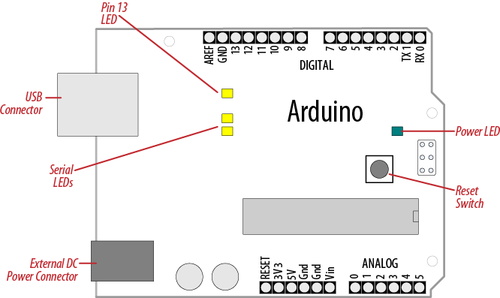 Pin 13
LED
AREF
GND
13
12
11
10
9
8
7
6
5
4
3
2
TX 1
RX 0
DIGITAL
USB
Connector
Arduino
Power LED
Serial
LEDs
Reset
Switch
External DC
Power Connector
RESET
3V3
5V
Gnd
Gnd
Vin
ANALOG
0
1
2
3
4
5